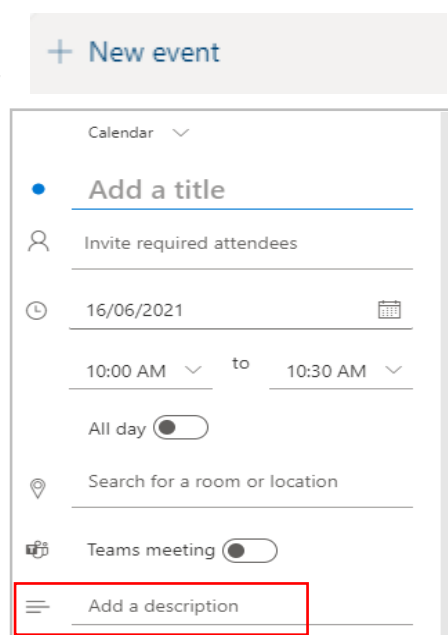 + New event
Calendar
Add a title
Invite required attendees
16/06/2021
10:00 AM to 10:30 AM
All day
Search for a room or location
Teams meeting
Add a description